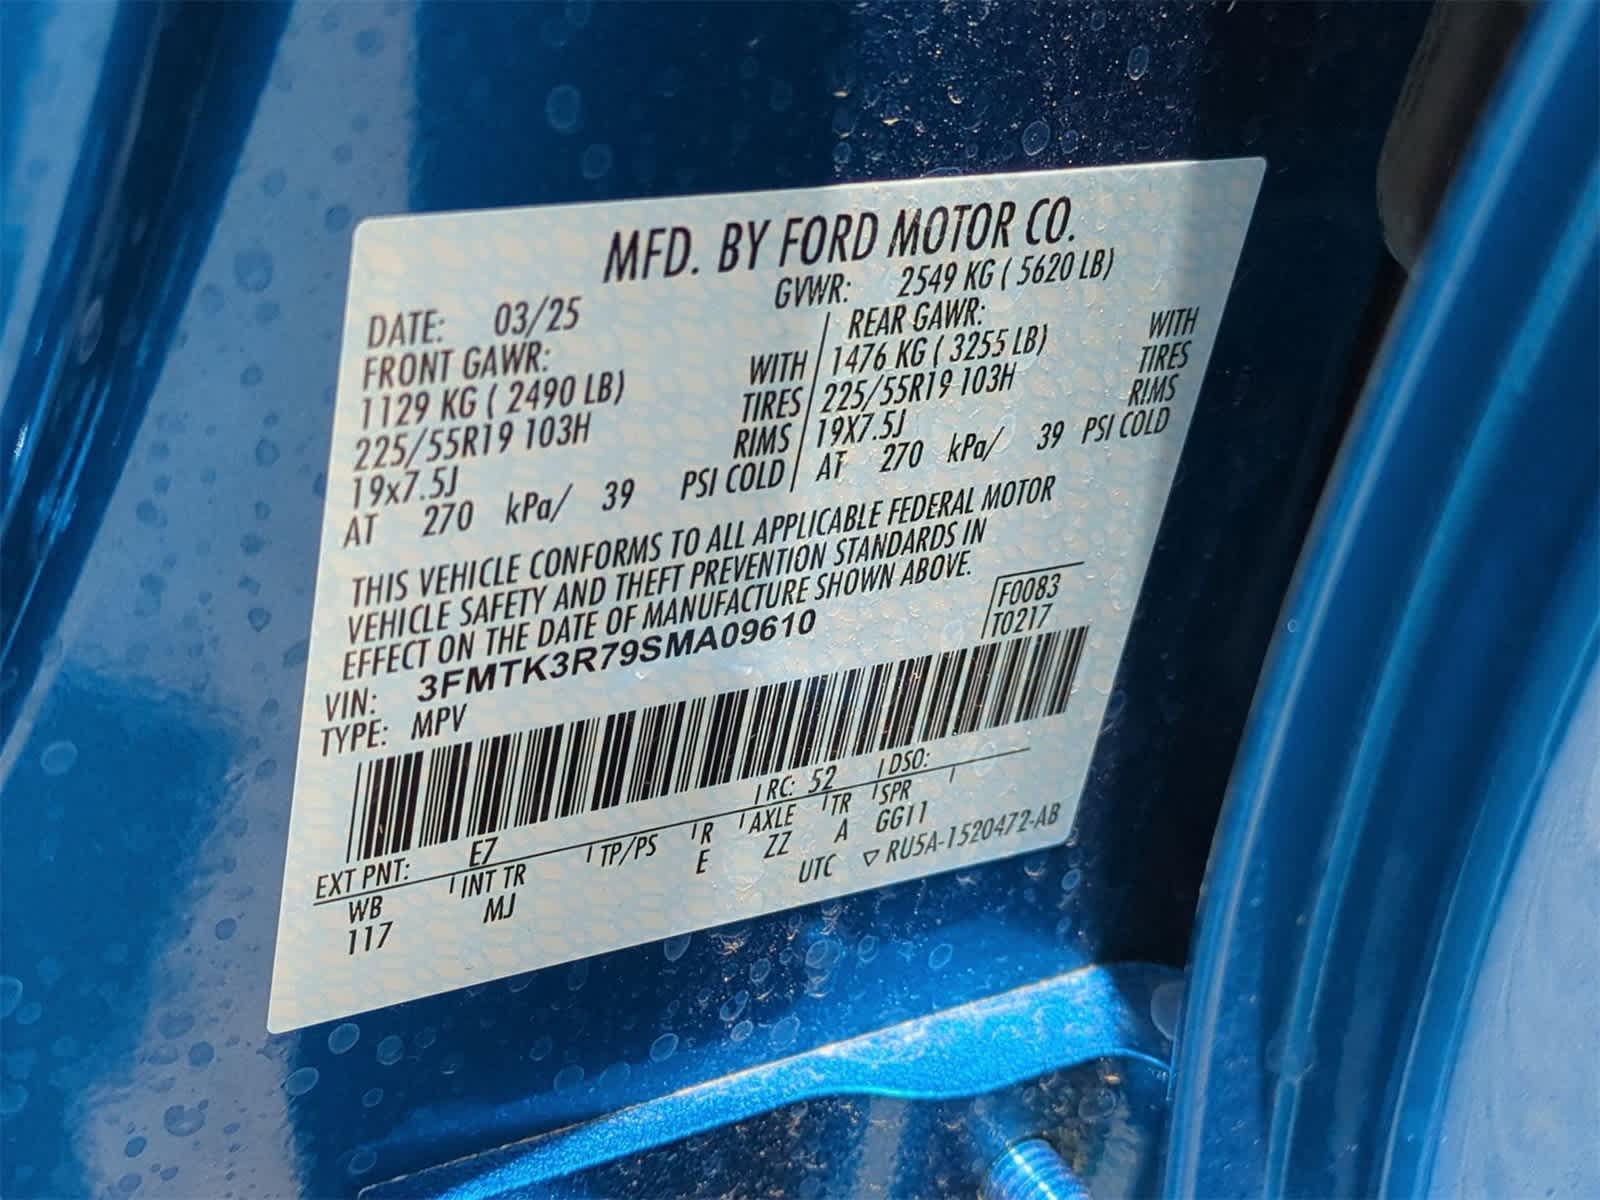 MFD. BY FORD MOTOR CO.
DATE: 03/25 GVWR: 2549 KG ( 5620 LB)
FRONT GAWR: REAR GAWR:
1129 KG ( 2490 LB) WITH 1476 KG ( 3255 LB) WITH
225/55R19 103H TIRES 225/55R19 103H TIRES
19x7.5J RIMS 19X7.5J RIMS
AT 270 kPa/ 39 PSI COLD AT 270 kPa/ 39 PSI COLD
THIS VEHICLE CONFORMS TO ALL APPLICABLE FEDERAL MOTOR
VEHICLE SAFETY AND THEFT PREVENTION STANDARDS IN
EFFECT ON THE DATE OF MANUFACTURE SHOWN ABOVE.
F0083
VIN: 3FMTK3R79SMA09610 T0217
TYPE: MPV
EXT PNT: E7 RC: 52 DSO:
WB INT TR TP/PS R AXLE TR SPR
117 MJ E ZZ A GG11
UTC ▽ RU5A-1520472-AB